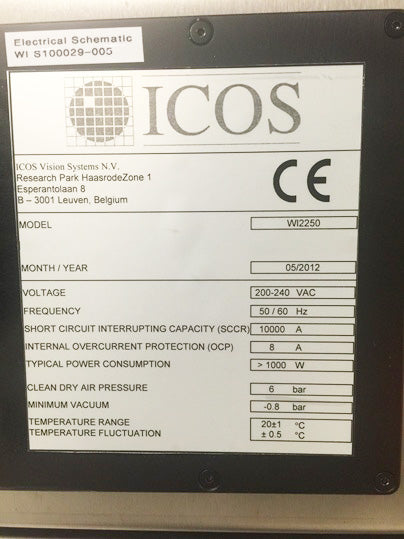 Electrical Schematic
WI S100029-005
ICOS
ICOS Vision Systems N.V.
Research Park HaasrodeZone 1
Esperantolaan 8
B – 3001 Leuven, Belgium
CE
MODEL WI2250
MONTH / YEAR 05/2012
VOLTAGE 200-240 VAC
FREQUENCY 50 / 60 Hz
SHORT CIRCUIT INTERRUPTING CAPACITY (SCCR) 10000 A
INTERNAL OVERCURRENT PROTECTION (OCP) 8 A
TYPICAL POWER CONSUMPTION > 1000 W
CLEAN DRY AIR PRESSURE 6 bar
MINIMUM VACUUM -0.8 bar
TEMPERATURE RANGE 20±1 °C
TEMPERATURE FLUCTUATION ± 0.5 °C